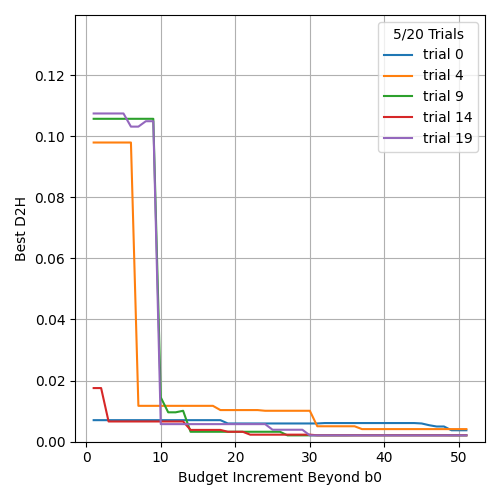 5/20 Trials
trial 0
trial 4
trial 9
trial 14
trial 19
0.12
0.10
0.08
0.06
0.04
0.02
0.00
Best D2H
0 10 20 30 40 50
Budget Increment Beyond b0